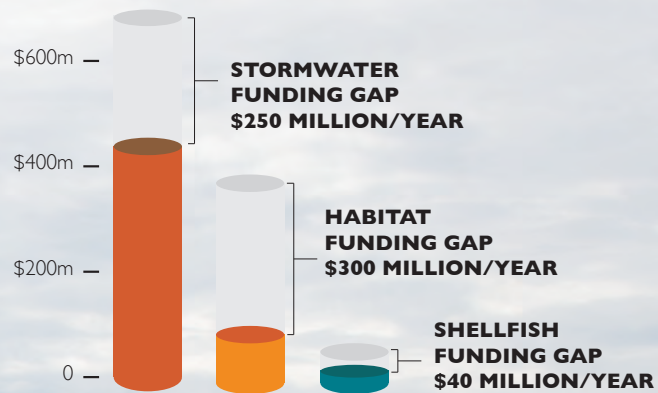 $600m
STORMWATER
FUNDING GAP
$250 MILLION/YEAR
$400m
HABITAT
FUNDING GAP
$300 MILLION/YEAR
$200m
SHELLFISH
FUNDING GAP
$40 MILLION/YEAR
0